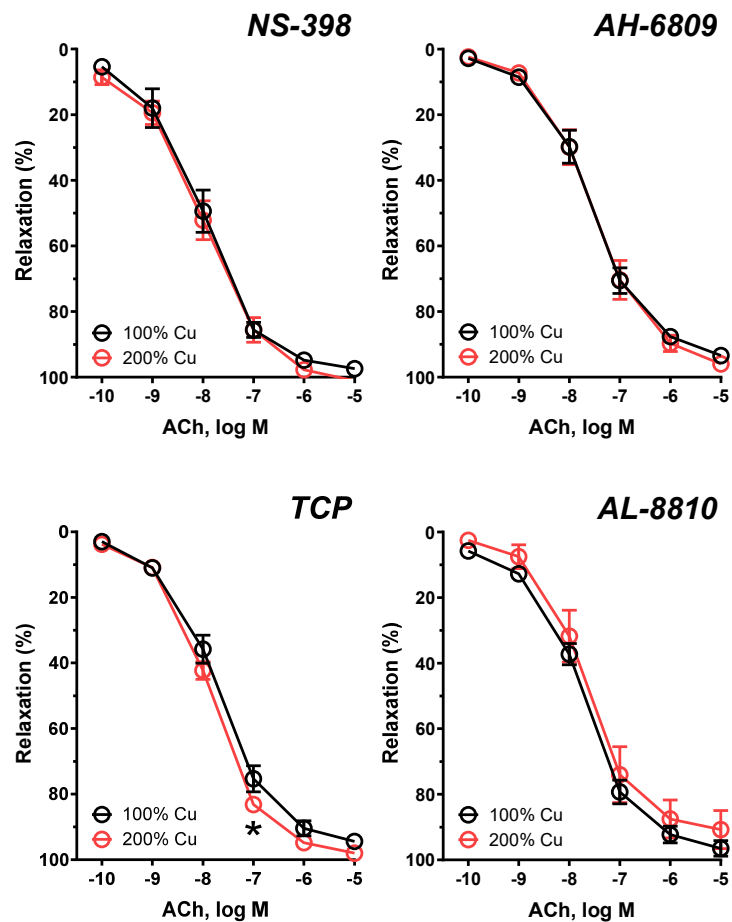 NS-398
0
20
40
60
80
100
Relaxation (%)
100% Cu
200% Cu
-10 -9 -8 -7 -6 -5
ACh, log M
AH-6809
0
20
40
60
80
100
Relaxation (%)
100% Cu
200% Cu
-10 -9 -8 -7 -6 -5
ACh, log M
TCP
0
20
40
60
80
100
Relaxation (%)
100% Cu
200% Cu
*
-10 -9 -8 -7 -6 -5
ACh, log M
AL-8810
0
20
40
60
80
100
Relaxation (%)
100% Cu
200% Cu
-10 -9 -8 -7 -6 -5
ACh, log M